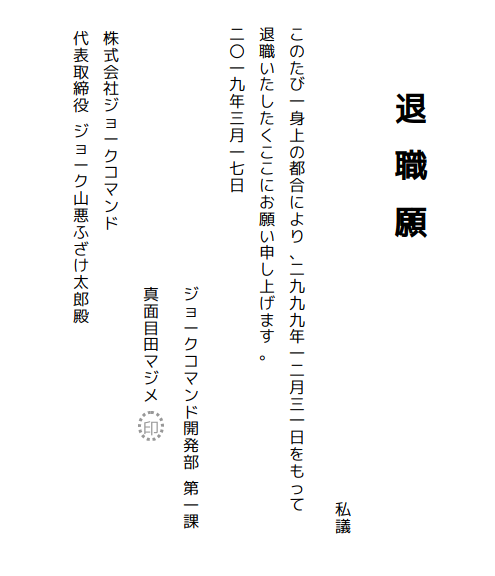 退職願
私議
このたび一身上の都合により、二九九九年一二月三一日をもって
退職いたしたくここにお願い申し上げます。
二〇一九年三月一七日
ジョークコマンド開発部 第一課
真面目田マジメ 印
株式会社ジョークコマンド
代表取締役 ジョーク山悪ふざけ太郎殿